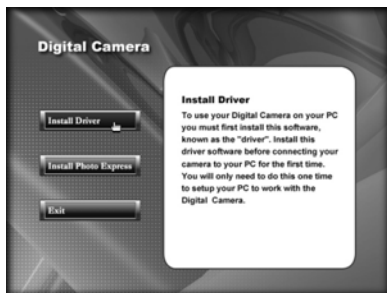 Digital Camera
Install Driver
Install Photo Express
Exit
Install Driver
To use your Digital Camera on your PC
you must first install this software,
known as the "driver". Install this
driver software before connecting your
camera to your PC for the first time.
You will only need to do this one time
to setup your PC to work with the
Digital Camera.